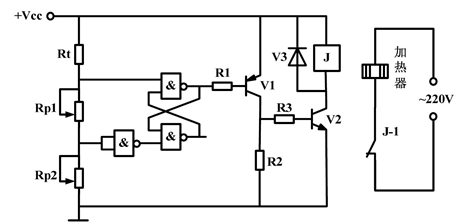 +Vcc
Rt
Rp1
Rp2
&
&
&
R1
V1
V3
J
R3
V2
R2
加热器
~220V
J-1